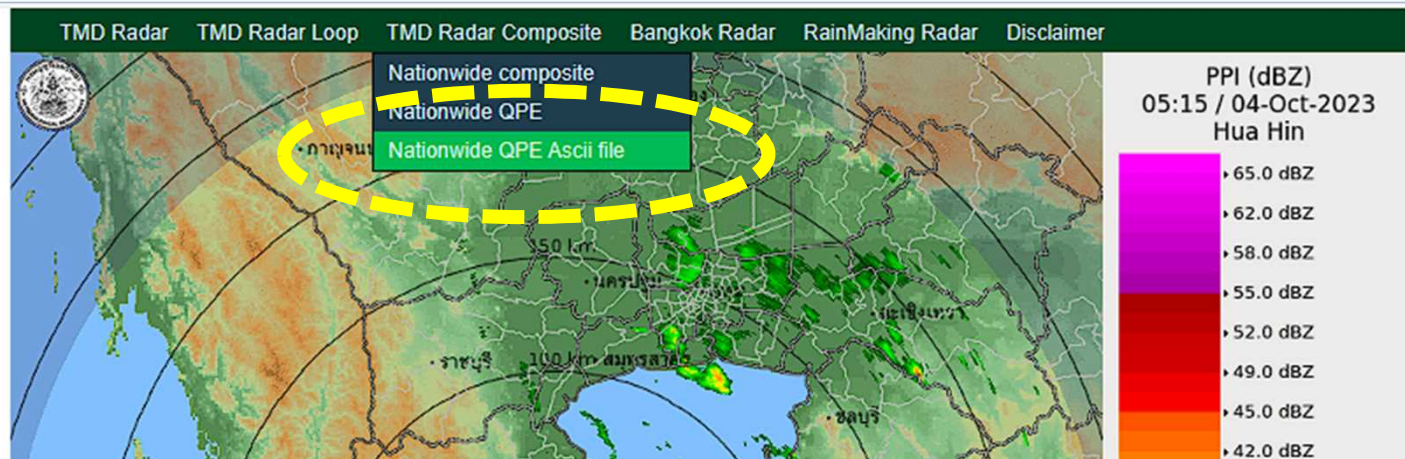 TMD Radar TMD Radar Loop TMD Radar Composite Bangkok Radar RainMaking Radar Disclaimer
Nationwide composite
Nationwide QPE
Nationwide QPE Ascii file
PPI (dBZ)
05:15 / 04-Oct-2023
Hua Hin
65.0 dBZ
62.0 dBZ
58.0 dBZ
55.0 dBZ
52.0 dBZ
49.0 dBZ
45.0 dBZ
42.0 dBZ
150 km
นครปฐม
ฉะเชิงเทรา
ราชบุรี
100 km
สมุทรสาคร
ชลบุรี